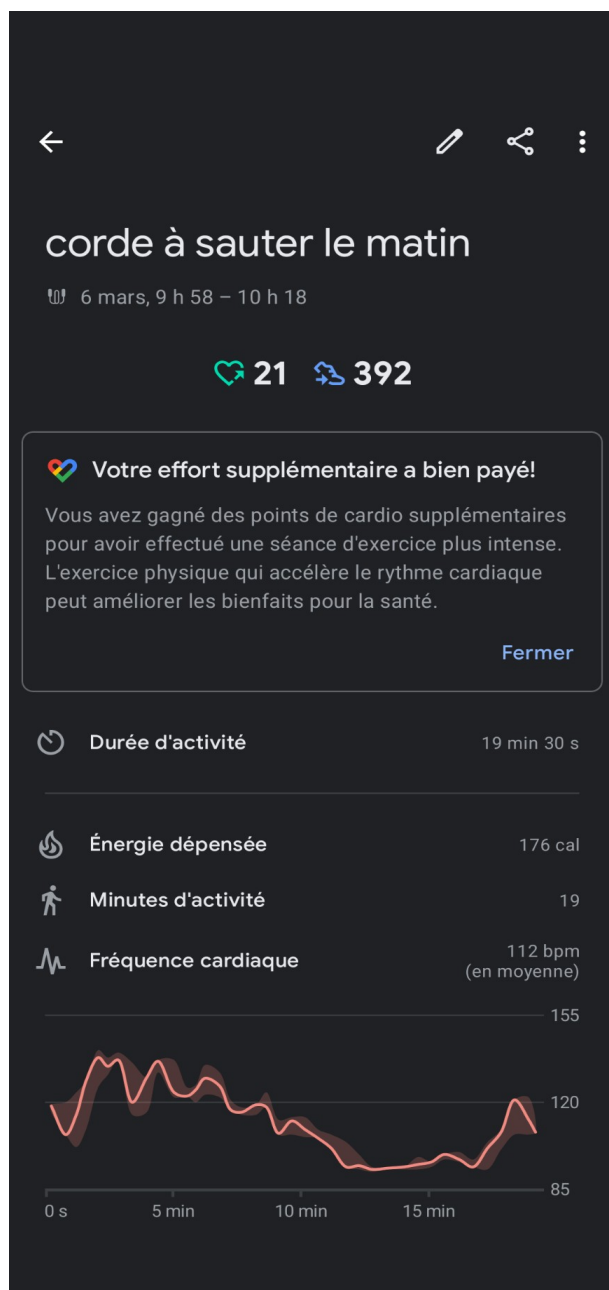 corde à sauter le matin
6 mars, 9 h 58 – 10 h 18
21 392
Votre effort supplémentaire a bien payé!
Vous avez gagné des points de cardio supplémentaires
pour avoir effectué une séance d'exercice plus intense.
L'exercice physique qui accélère le rythme cardiaque
peut améliorer les bienfaits pour la santé.
Fermer
Durée d'activité 19 min 30 s
Énergie dépensée 176 cal
Minutes d'activité 19
Fréquence cardiaque 112 bpm
(en moyenne)
155
120
85
0 s 5 min 10 min 15 min